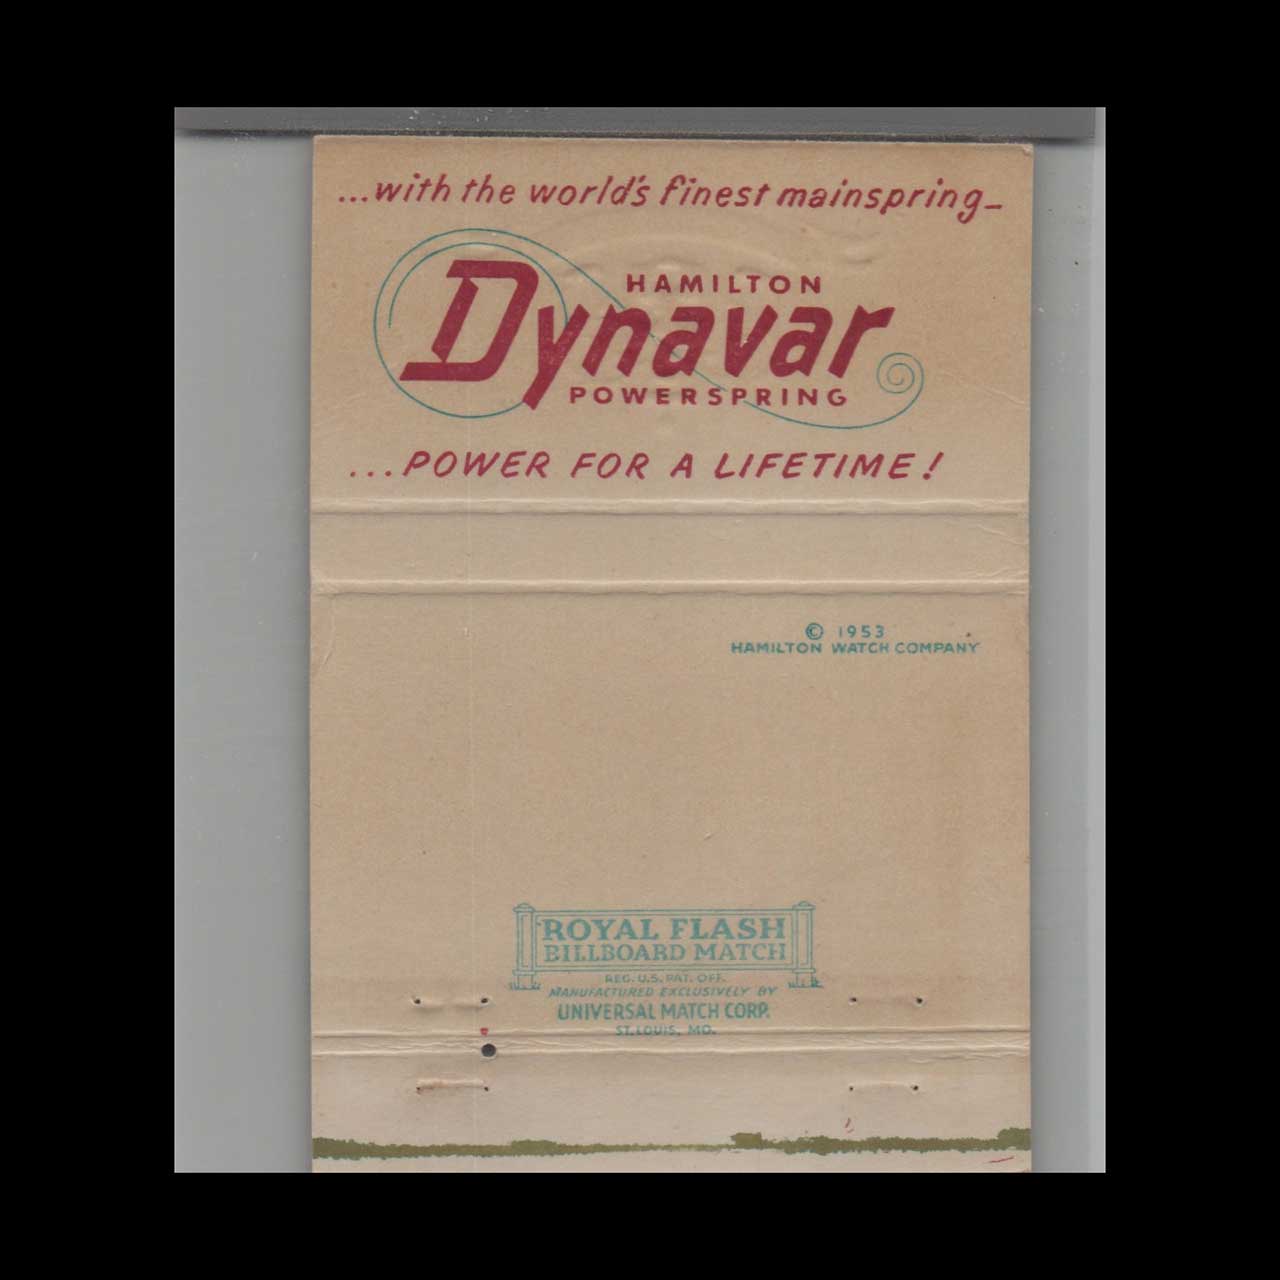 ...with the world's finest mainspring–
HAMILTON
Dynavar
POWERSPRING
...POWER FOR A LIFETIME!
© 1953
HAMILTON WATCH COMPANY
ROYAL FLASH
BILLBOARD MATCH
REG. U.S. PAT. OFF.
MANUFACTURED EXCLUSIVELY BY
UNIVERSAL MATCH CORP.
ST. LOUIS, MO.